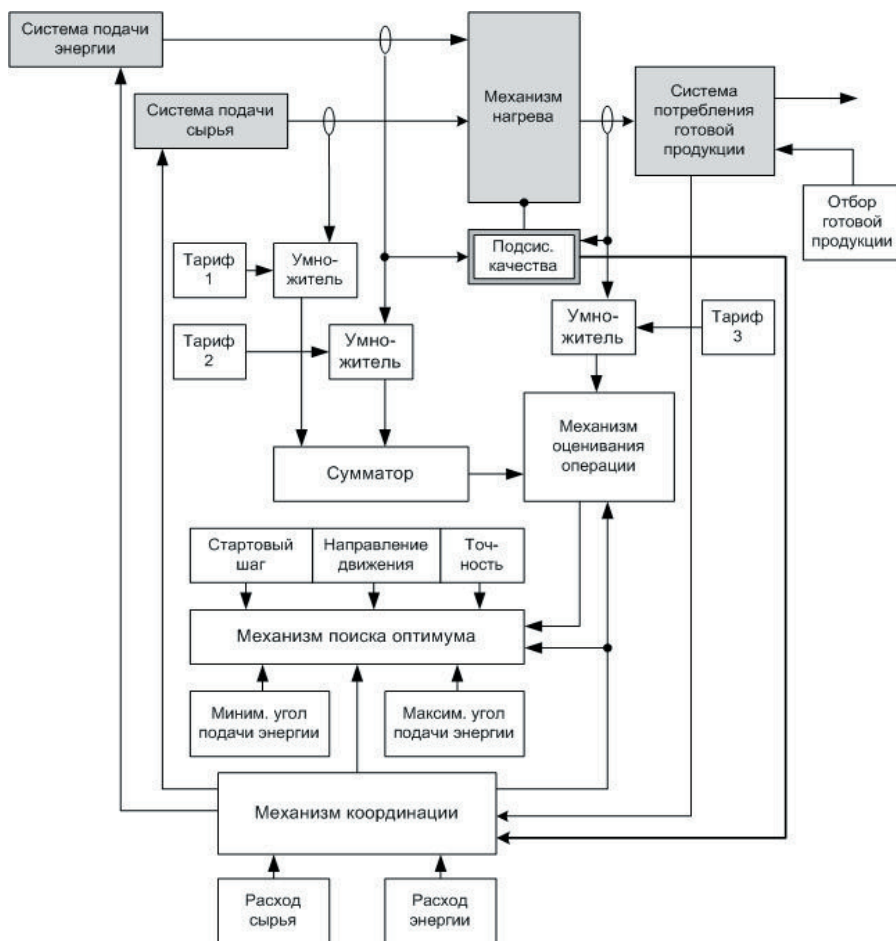 Система подачи
энергии
Система подачи
сырья
Механизм
нагрева
Система
потребления
готовой
продукции
Отбор
готовой
продукции
Подсис.
качества
Тариф
1
Умно-
житель
Тариф
2
Умно-
житель
Умно-
житель
Тариф
3
Механизм
оценивания
операции
Сумматор
Стартовый
шаг
Направление
движения
Точ-
ность
Механизм поиска оптимума
Миним. угол
подачи энергии
Максим. угол
подачи энергии
Механизм координации
Расход
сырья
Расход
энергии